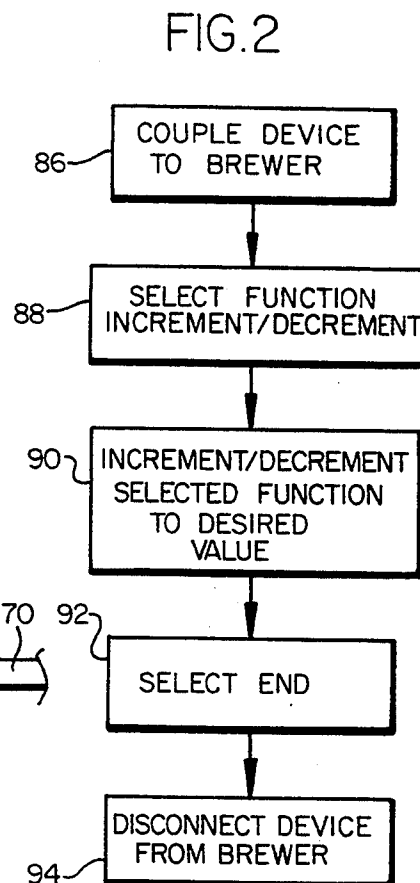 FIG.2
86
COUPLE DEVICE
TO BREWER
88
SELECT FUNCTION
INCREMENT/DECREMENT
90
INCREMENT/DECREMENT
SELECTED FUNCTION
TO DESIRED
VALUE
70
92
SELECT END
DISCONNECT DEVICE
FROM BREWER
94